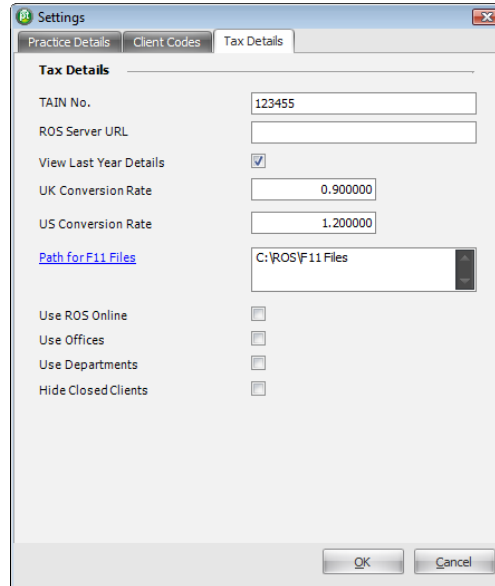 Settings
Practice Details Client Codes Tax Details
Tax Details
TAIN No. 123455
ROS Server URL
View Last Year Details
UK Conversion Rate 0.900000
US Conversion Rate 1.200000
Path for F11 Files C:\ROS\F11 Files
Use ROS Online
Use Offices
Use Departments
Hide Closed Clients
OK Cancel